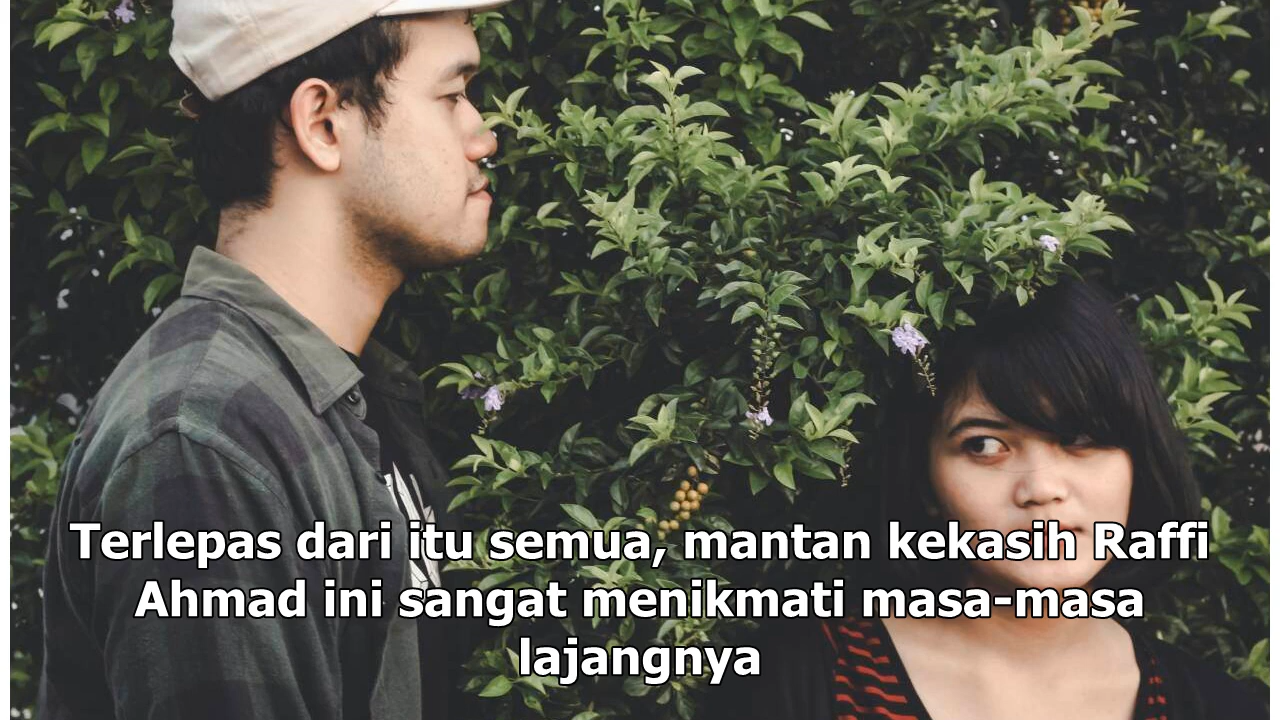 Terlepas dari itu semua, mantan kekasih Raffi
Ahmad ini sangat menikmati masa-masa
lajangnya